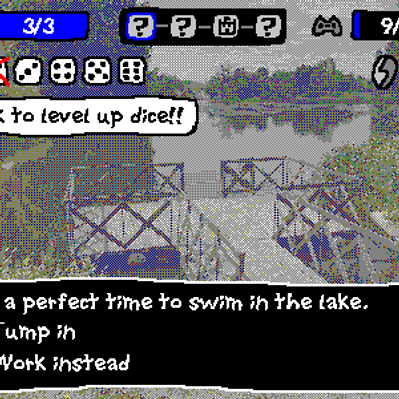 3/3
? ? ?
9/
to level up dice!!
a perfect time to swim in the lake.
Jump in
Work instead